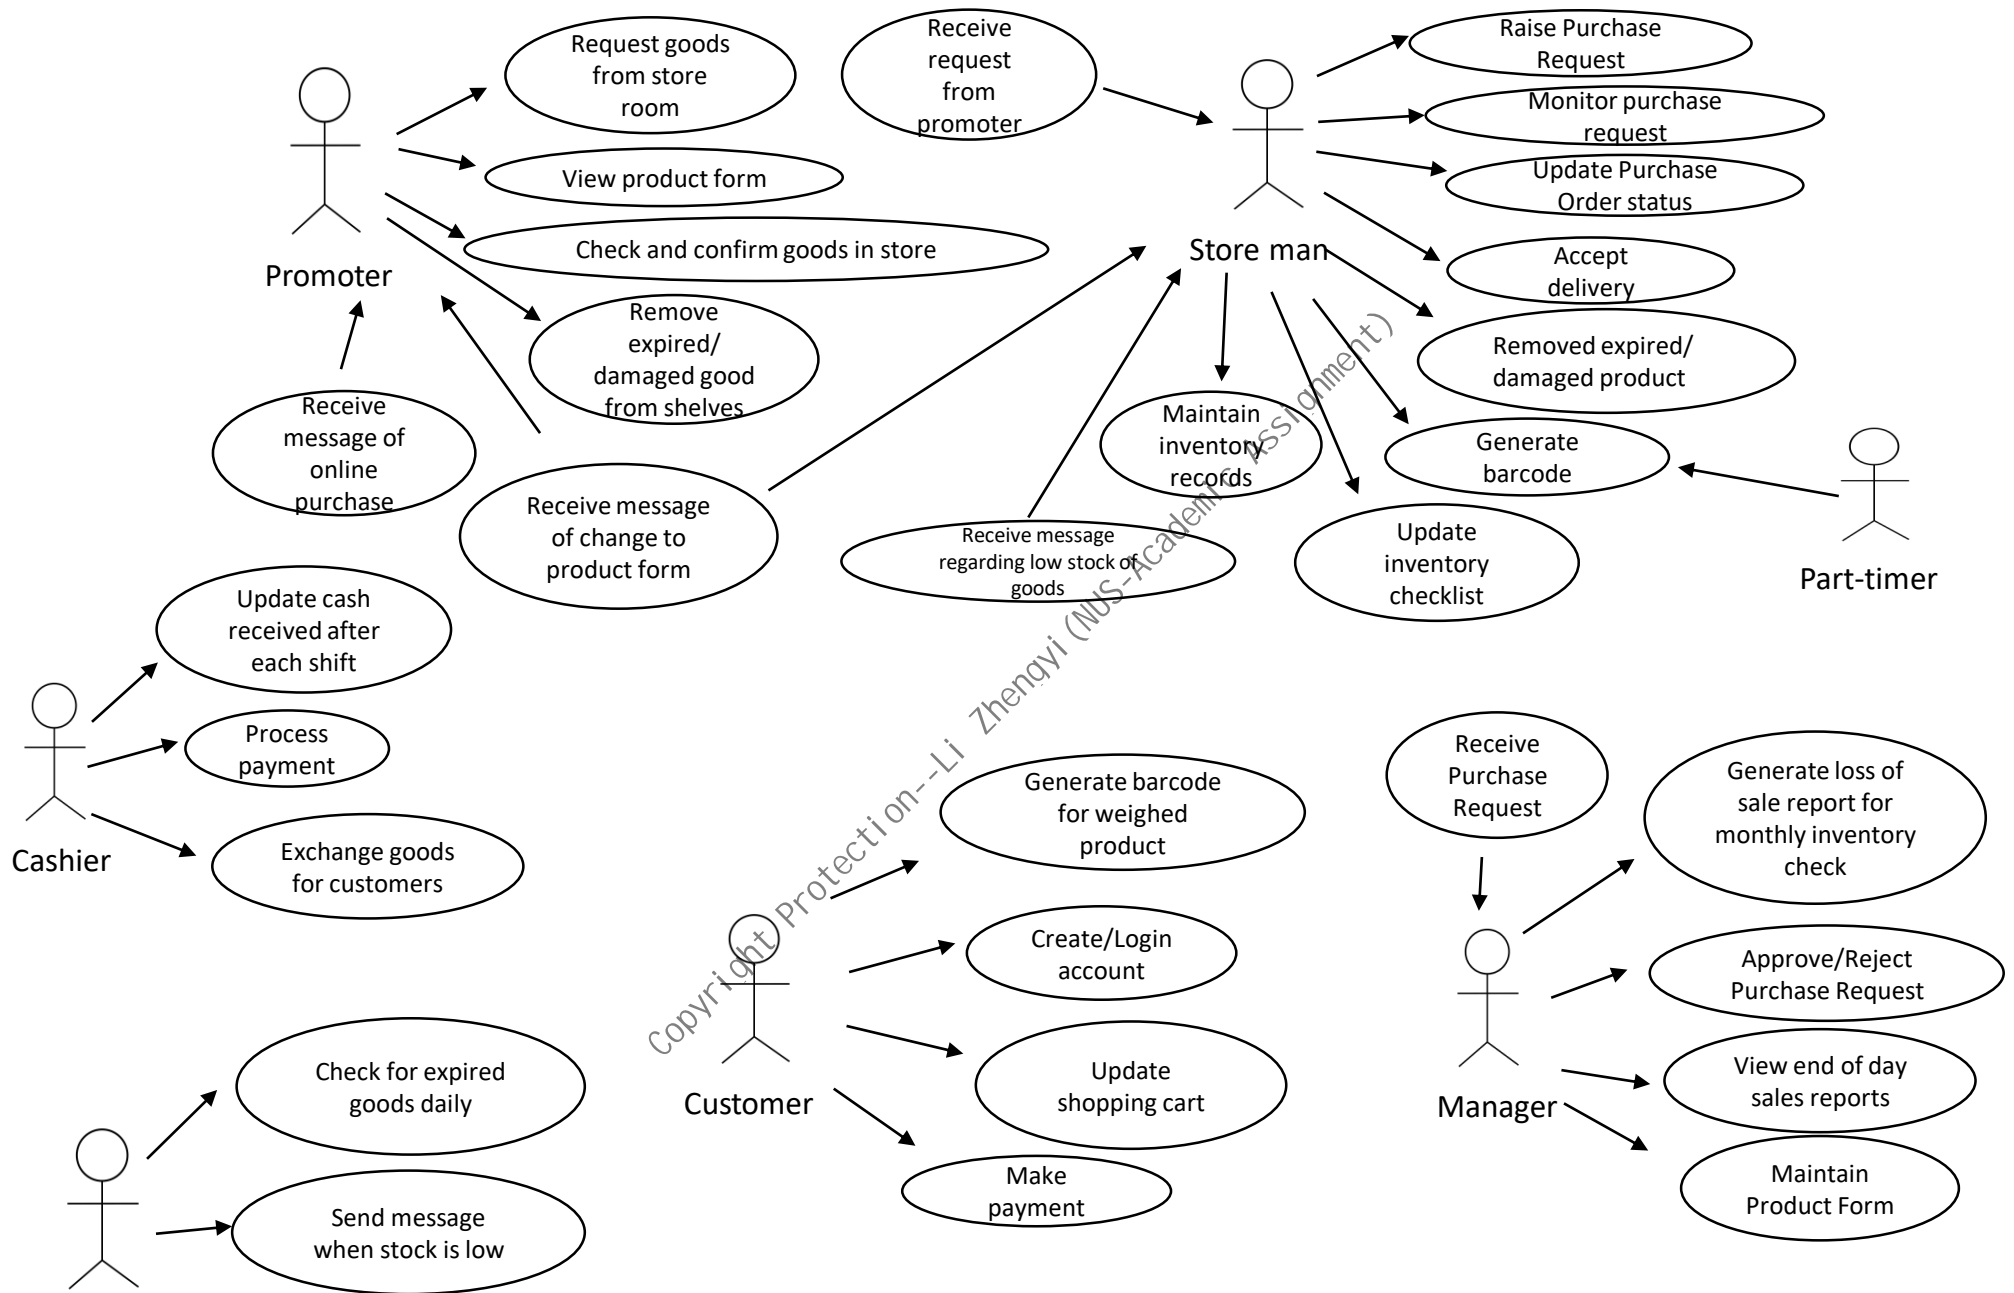 Request goods
from store
room
View product form
Check and confirm goods in store
Remove
expired/
damaged good
from shelves
Promoter
Receive
message of
online
purchase
Receive message
of change to
product form
Receive
request
from
promoter
Store man
Raise Purchase
Request
Monitor purchase
request
Update Purchase
Order status
Accept
delivery
Removed expired/
damaged product
Generate
barcode
Maintain
inventory
records
Receive message
regarding low stock of
goods
Update
inventory
checklist
Part-timer
Update cash
received after
each shift
Process
payment
Exchange goods
for customers
Cashier
Generate barcode
for weighed
product
Create/Login
account
Update
shopping cart
Make
payment
Customer
Receive
Purchase
Request
Generate loss of
sale report for
monthly inventory
check
Approve/Reject
Purchase Request
View end of day
sales reports
Maintain
Product Form
Manager
Check for expired
goods daily
Send message
when stock is low
Copyright Protection--Li Zhengyi(NUS-Academic Assignment)